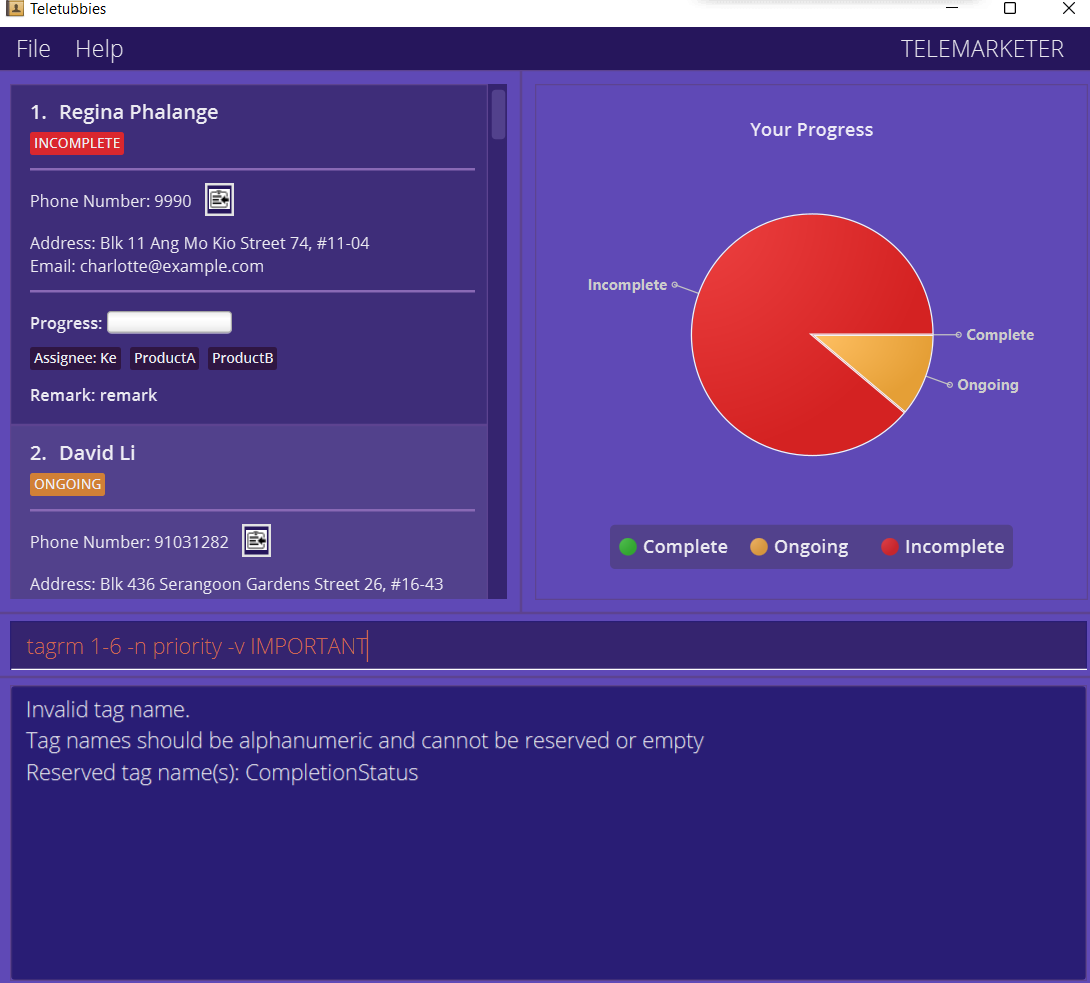 Teletubbies
File Help TELEMARKETER
1. Regina Phalange
INCOMPLETE
Phone Number: 9990
Address: Blk 11 Ang Mo Kio Street 74, #11-04
Email: charlotte@example.com
Progress:
Assignee: Ke ProductA ProductB
Remark: remark
2. David Li
ONGOING
Phone Number: 91031282
Address: Blk 436 Serangoon Gardens Street 26, #16-43
Your Progress
Incomplete
Complete
Ongoing
Complete Ongoing Incomplete
tagrm 1-6 -n priority -v IMPORTANT
Invalid tag name.
Tag names should be alphanumeric and cannot be reserved or empty
Reserved tag name(s): CompletionStatus